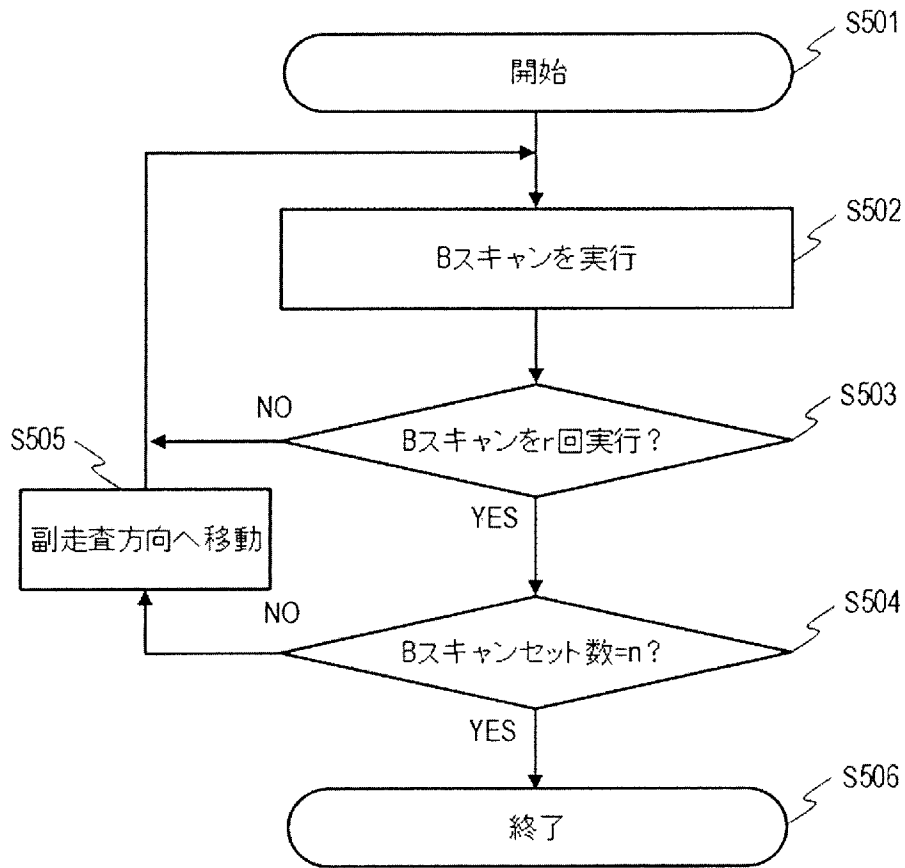 S501
開始
S502
Bスキャンを実行
S503
NO
Bスキャンをr回実行?
S505
YES
副走査方向へ移動
S504
NO
Bスキャンセット数=n?
YES
S506
終了